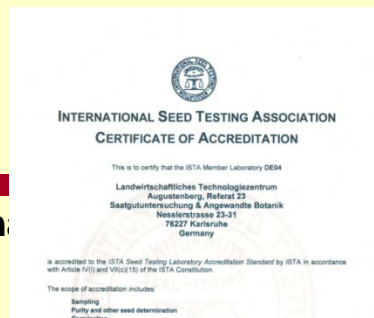 INTERNATIONAL SEED TESTING ASSOCIATION
CERTIFICATE OF ACCREDITATION
This is to certify that the ISTA Member Laboratory DE04
Landwirtschaftliches Technologiezentrum
Augustenberg, Referat 23
Saatgutuntersuchung & Angewandte Botanik
Nesslerstrasse 23-31
76227 Karlsruhe
Germany
is accredited to the ISTA Seed Testing Laboratory Accreditation Standard by ISTA in accordance
with Article IV(l) and VII(c)(15) of the ISTA Constitution.
The scope of accreditation includes:
Sampling
Purity and other seed determination